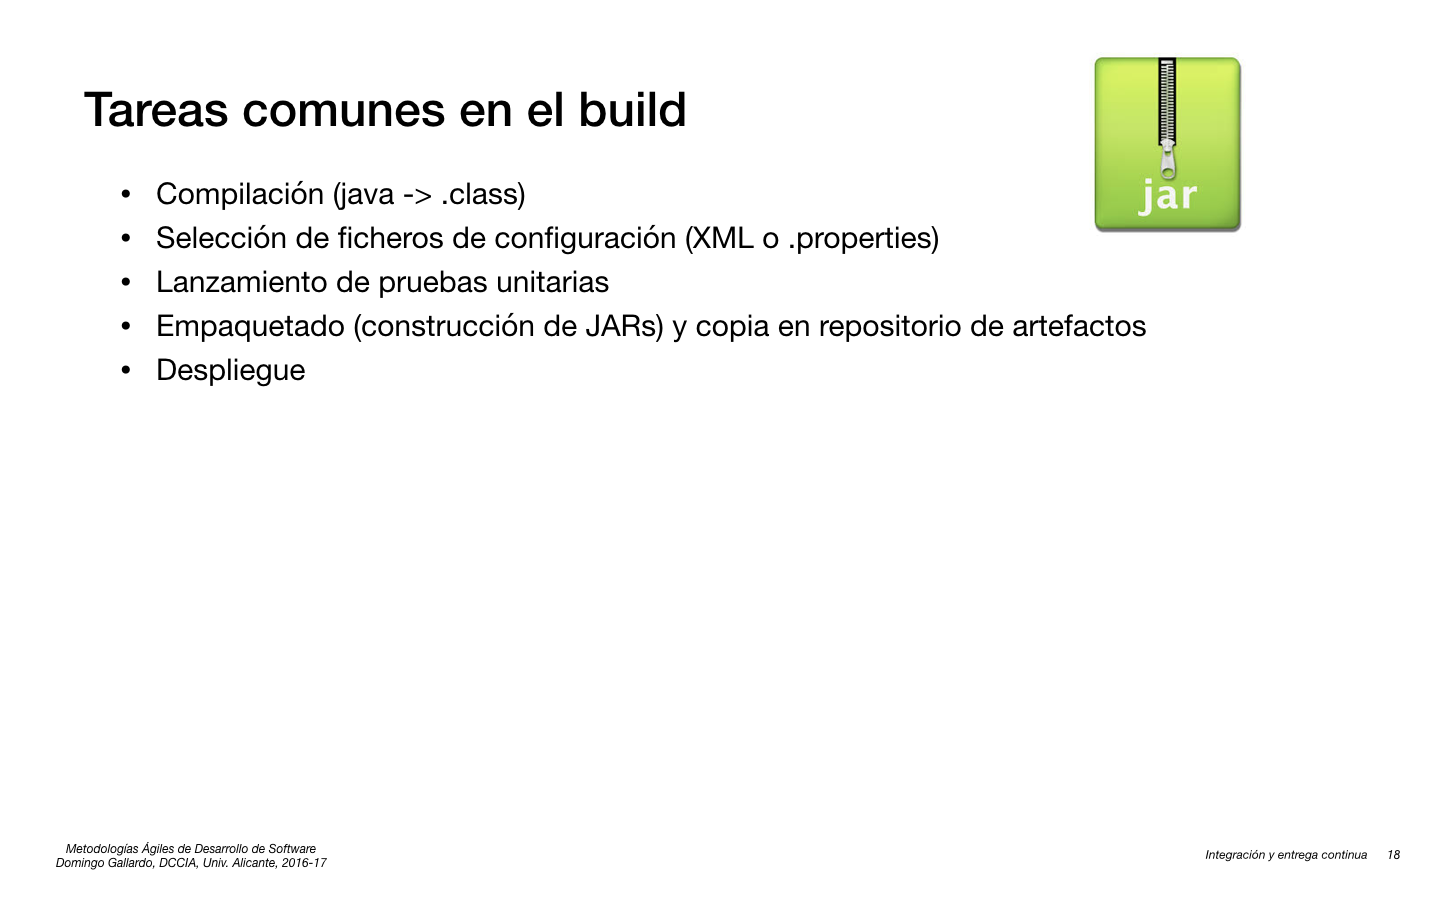 Tareas comunes en el build
jar
• Compilación (java -> .class)
• Selección de ficheros de configuración (XML o .properties)
• Lanzamiento de pruebas unitarias
• Empaquetado (construcción de JARs) y copia en repositorio de artefactos
• Despliegue
Metodologías Ágiles de Desarrollo de Software
Domingo Gallardo, DCCIA, Univ. Alicante, 2016-17
Integración y entrega continua 18